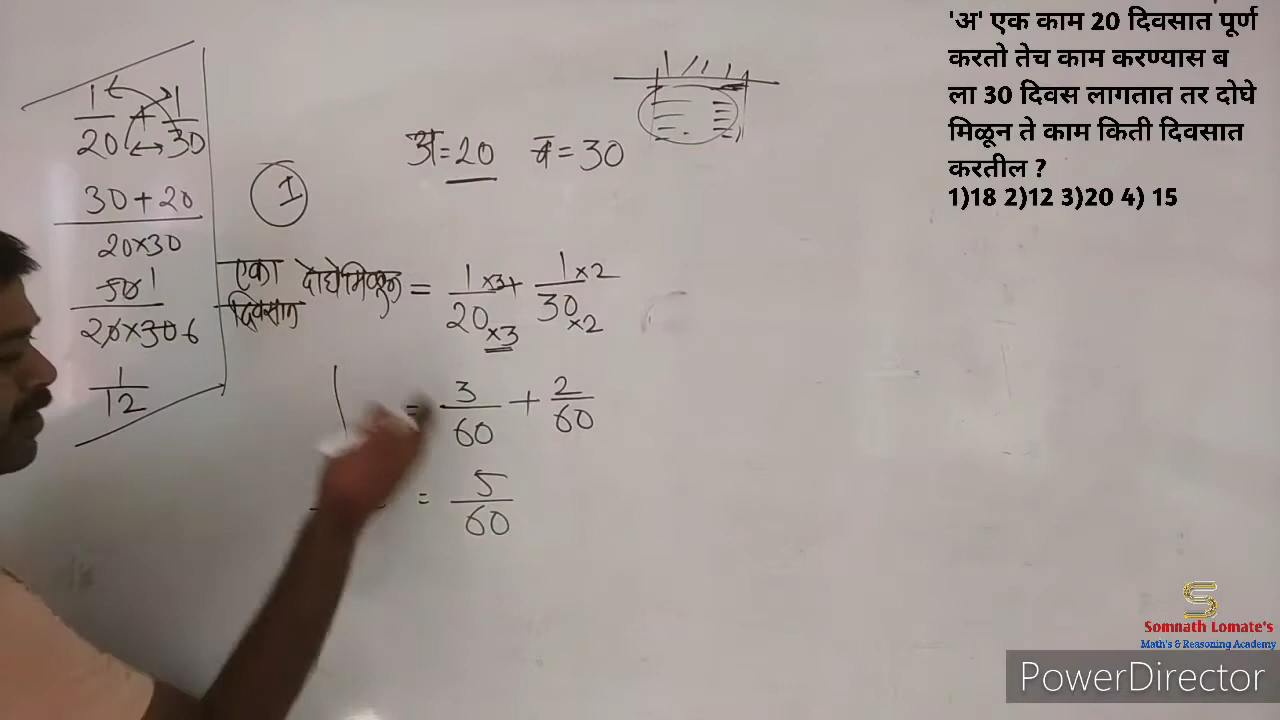 'अ' एक काम 20 दिवसात पूर्ण
करतो तेच काम करण्यास ब
ला 30 दिवस लागतात तर दोघे
मिळून ते काम किती दिवसात
करतील ?
1)18 2)12 3)20 4) 15
1/20 + 1/30
30+20
20×30
50 1
20×30 6
1/12
I
अ=20 ब=30
एका दिवसात दोघे मिळून = 1×3/20×3 + 1×2/30×2
= 3/60 + 2/60
= 5/60
Somnath Lomate's
Math's & Reasoning Academy
PowerDirector